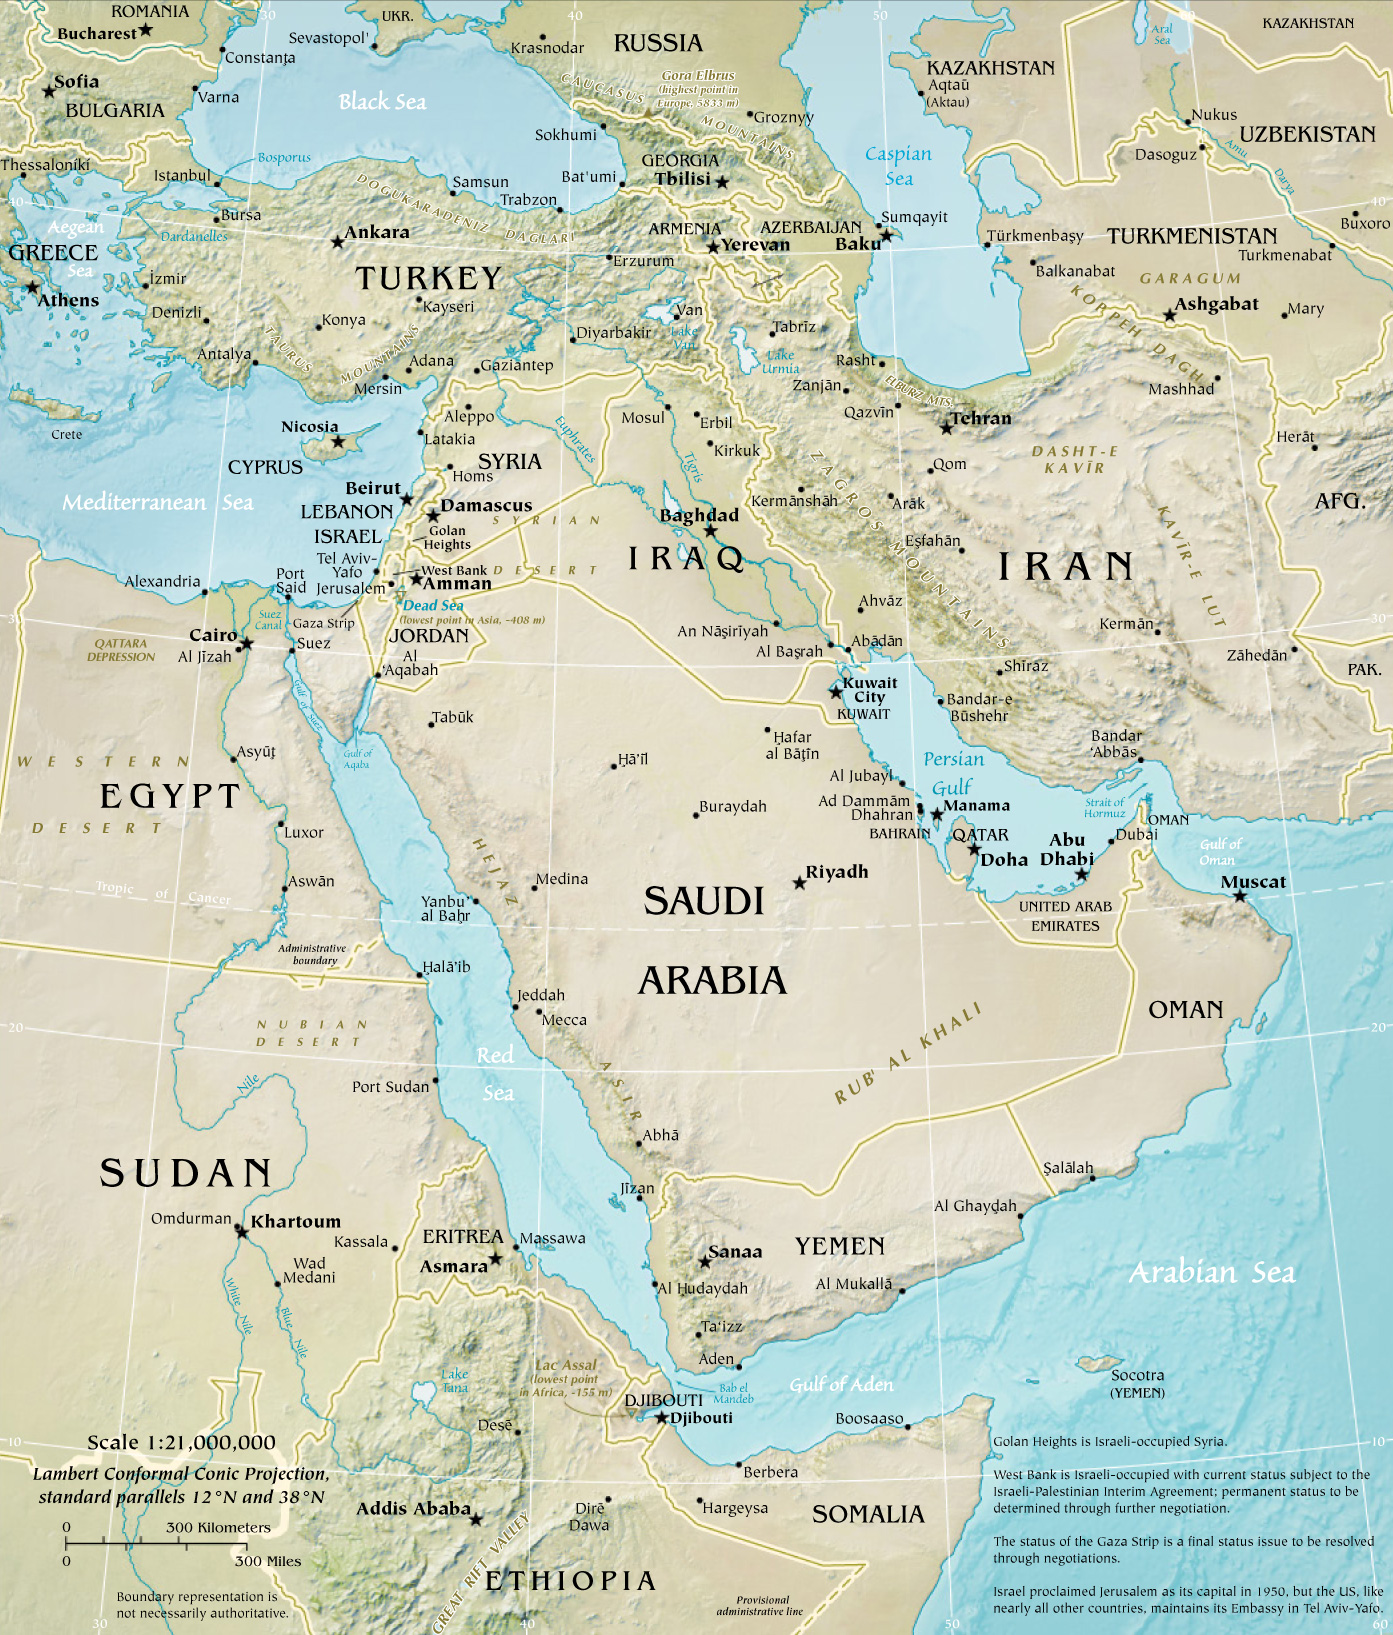 30
40
50
60
ROMANIA
Bucharest
UKR.
Sevastopol'
Constanţa
Krasnodar
RUSSIA
Gora Elbrus
(highest point in
Europe, 5833 m)
CAUCASUS MOUNTAINS
KAZAKHSTAN
Aral
Sea
KAZAKHSTAN
Aqtaū
(Aktau)
Sofia
BULGARIA
Varna
Black Sea
Sokhumi
Groznyy
Caspian
Sea
Nukus
UZBEKISTAN
Dasoguz
Amu Darya
Thessaloníki
Bosporus
Istanbul
Samsun
Bat'umi
GEORGIA
Tbilisi
Trabzon
DOGUKARADENIZ DAGLARI
40
40
Aegean
Sea
Bursa
Dardanelles
Ankara
ARMENIA
Yerevan
AZERBAIJAN
Baku
Sumqayit
Türkmenbaşy
TURKMENISTAN
Buxoro
Turkmenabat
GREECE
Athens
İzmir
TURKEY
Erzurum
Balkanabat
GARAGUM
Ashgabat
Mary
KOPPEH DAGH
Denizli
Konya
Kayseri
Van
Lake
Van
Diyarbakir
Tabrīz
Lake
Urmia
Rasht
ELBURZ MTS.
Mashhad
TAURUS MOUNTAINS
Antalya
Adana
Mersin
Gaziantep
Zanjān
Qazvīn
Tehran
Crete
Nicosia
CYPRUS
Aleppo
Latakia
Euphrates
Mosul
Erbil
Kirkuk
Tigris
SYRIA
Homs
Qom
DASHT-E
KAVĪR
Herāt
AFG.
Mediterranean Sea
Beirut
LEBANON
Damascus
ISRAEL
Golan
Heights
SYRIAN
DESERT
Baghdad
IRAQ
Kermānshāh
Arāk
Eşfahān
ZAGROS MOUNTAINS
IRAN
KAVĪR-E LUT
Tel Aviv-
Yafo
West Bank
Amman
Jerusalem
Dead Sea
(lowest point in Asia, -408 m)
Alexandria
Port
Said
Suez
Canal
Gaza Strip
JORDAN
30
30
QATTARA
DEPRESSION
Cairo
Al Jīzah
Suez
Al
'Aqabah
An Nāşirīyah
Al Başrah
Ahvāz
Abādān
Kermān
Zāhedān
PAK.
Shīrāz
Gulf of Suez
Gulf of
Aqaba
Tabūk
Kuwait
City
KUWAIT
Bandar-e
Būshehr
Ḩafar
al Bāţin
Bandar
'Abbās
WESTERN
DESERT
EGYPT
Asyūţ
Luxor
Aswān
Ḩā'īl
Buraydah
Al Jubayl
Ad Dammām
Dhahran
Manama
BAHRAIN
Persian
Gulf
QATAR
Doha
Strait of
Hormuz
OMAN
Dubai
Abu
Dhabi
Gulf of
Oman
Muscat
HEJAZ
Medina
SAUDI
ARABIA
Riyadh
Yanbu'
al Baḩr
UNITED ARAB
EMIRATES
Tropic of Cancer
Administrative
boundary
Ḩalā'ib
Jeddah
Mecca
OMAN
20
20
NUBIAN
DESERT
Red
Sea
RUB' AL KHALI
ASIR
Nile
Port Sudan
Abhā
SUDAN
Jīzan
Şalālah
Al Ghayḑah
Omdurman
Khartoum
Kassala
ERITREA
Asmara
Massawa
Sanaa
YEMEN
Wad
Medani
Al Hudaydah
Al Mukallā
Arabian Sea
White Nile
Blue Nile
Ta'izz
Aden
Lac Assal
(lowest point
in Africa, -155 m)
Lake
Tana
Bab el
Mandeb
Gulf of Aden
Socotra
(YEMEN)
DJIBOUTI
Djibouti
Boosaaso
Desē
Berbera
10
10
Scale 1:21,000,000
Lambert Conformal Conic Projection,
standard parallels 12°N and 38°N
0 300 Kilometers
0 300 Miles
Addis Ababa
Dirē
Dawa
Hargeysa
SOMALIA
GREAT RIFT VALLEY
ETHIOPIA
Provisional
administrative line
Boundary representation is
not necessarily authoritative.
Golan Heights is Israeli-occupied Syria.
West Bank is Israeli-occupied with current status subject to the
Israeli-Palestinian Interim Agreement; permanent status to be
determined through further negotiation.
The status of the Gaza Strip is a final status issue to be resolved
through negotiations.
Israel proclaimed Jerusalem as its capital in 1950, but the US, like
nearly all other countries, maintains its Embassy in Tel Aviv-Yafo.
30
40
50
60